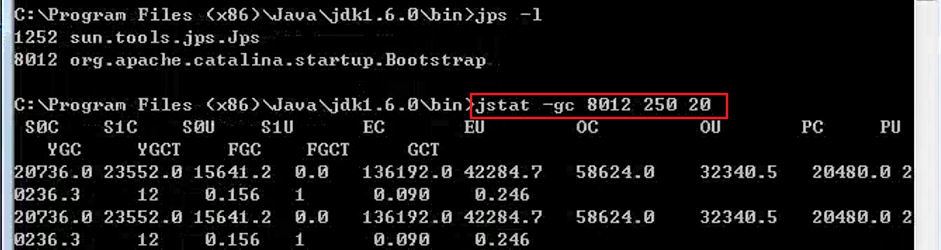 C:\Program Files (x86)\Java\jdk1.6.0\bin>jps -l
1252 sun.tools.jps.Jps
8012 org.apache.catalina.startup.Bootstrap
C:\Program Files (x86)\Java\jdk1.6.0\bin>jstat -gc 8012 250 20
S0C S1C S0U S1U EC EU OC OU PC PU
YGC YGCT FGC FGCT GCT
20736.0 23552.0 15641.2 0.0 136192.0 42284.7 58624.0 32340.5 20480.0 2
0236.3 12 0.156 1 0.090 0.246
20736.0 23552.0 15641.2 0.0 136192.0 42284.7 58624.0 32340.5 20480.0 2
0236.3 12 0.156 1 0.090 0.246